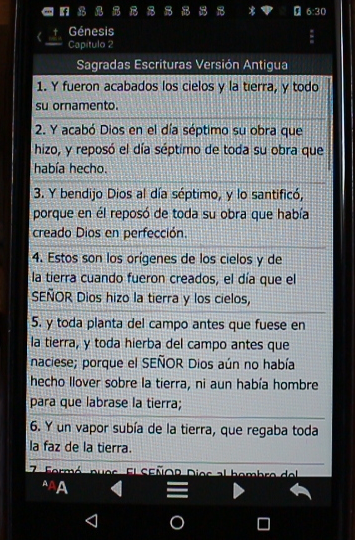 6:30
Génesis
Capitulo 2
Sagradas Escrituras Versión Antigua
1. Y fueron acabados los cielos y la tierra, y todo
su ornamento.
2. Y acabó Dios en el día séptimo su obra que
hizo, y reposó el día séptimo de toda su obra que
había hecho.
3. Y bendijo Dios al día séptimo, y lo santificó,
porque en él reposó de toda su obra que había
creado Dios en perfección.
4. Estos son los orígenes de los cielos y de
la tierra cuando fueron creados, el día que el
SEÑOR Dios hizo la tierra y los cielos,
5. y toda planta del campo antes que fuese en
la tierra, y toda hierba del campo antes que
naciese; porque el SEÑOR Dios aún no había
hecho llover sobre la tierra, ni aun había hombre
para que labrase la tierra;
6. Y un vapor subía de la tierra, que regaba toda
la faz de la tierra.
7. Formó, pues, El SEÑOR Dios al hombre del
AAA